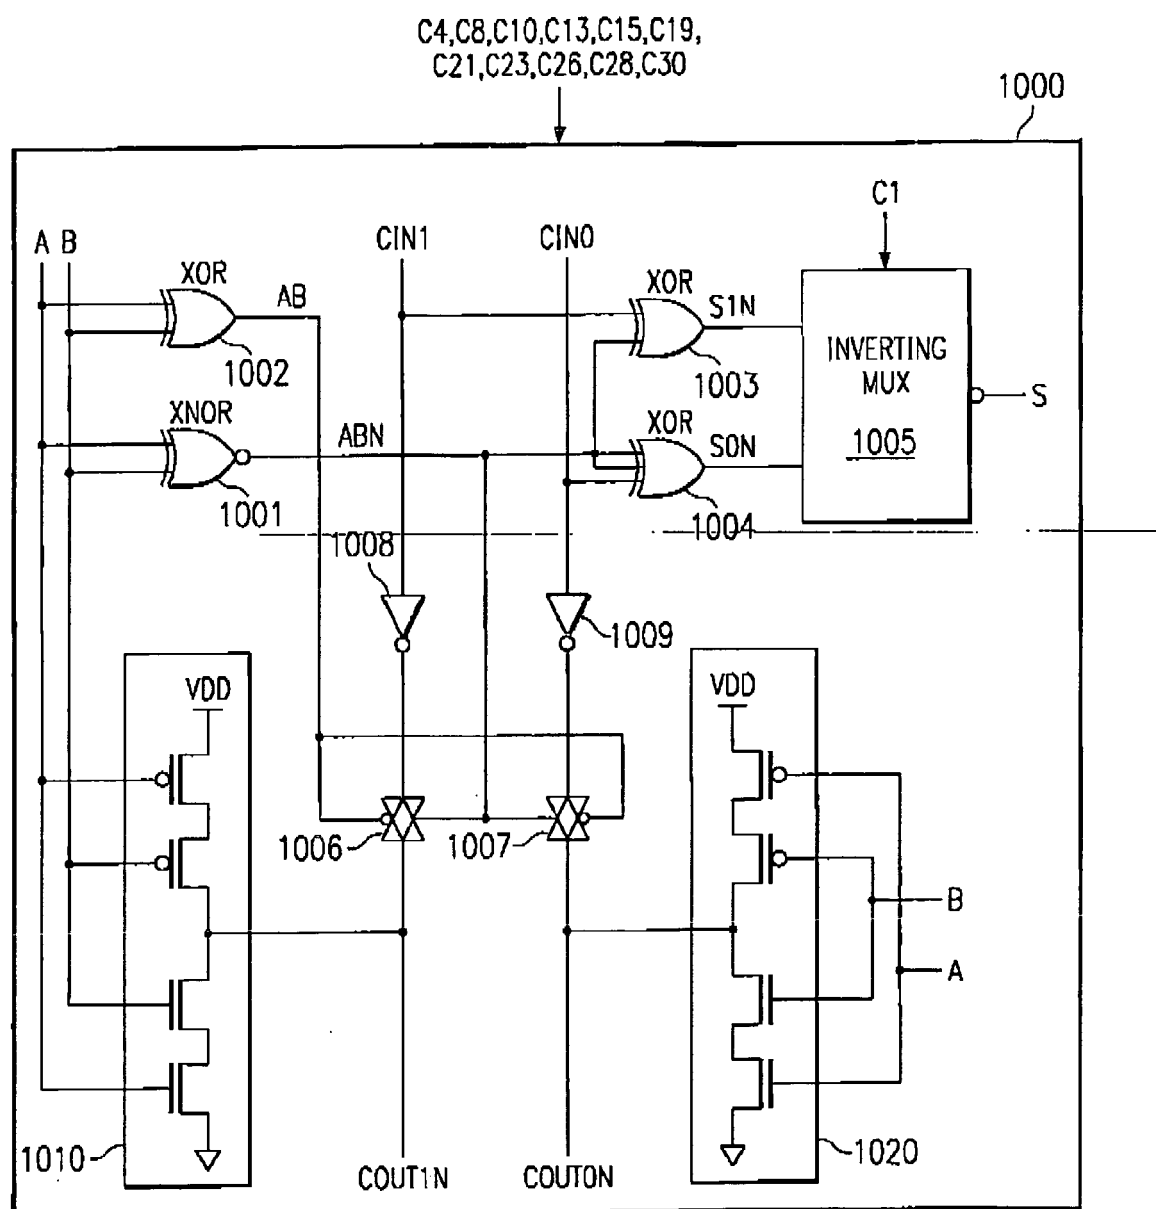 C4,C8,C10,C13,C15,C19,
C21,C23,C26,C28,C30
1000
C1
A B
CIN1
CIN0
XOR
AB
1002
XOR
S1N
1003
INVERTING
MUX
1005
S
XNOR
ABN
1001
XOR
S0N
1004
1008
1009
VDD
VDD
1006
1007
B
A
1010
COUT1N
COUT0N
1020